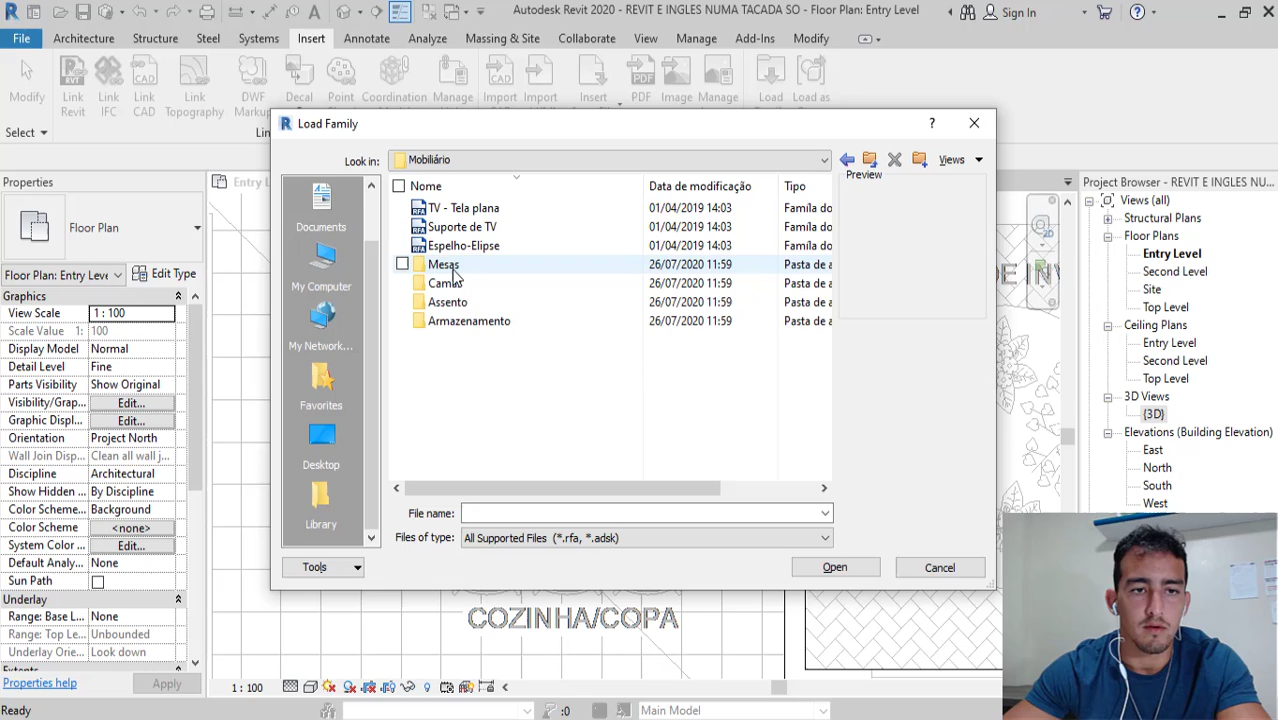 Autodesk Revit 2020 - REVIT E INGLES NUMA TACADA SO - Floor Plan: Entry Level
Sign In
File Architecture Structure Steel Systems Insert Annotate Analyze Massing & Site Collaborate View Manage Add-Ins Modify
Modify Link Revit Link IFC Link CAD Link Topography DWF Markup Decal Point Coordination Manage Import CAD Import Insert PDF Image Manage Load Load as
Select
Properties
Floor Plan
Floor Plan: Entry Leve Edit Type
Graphics
View Scale 1 : 100
Scale Value 1: 100
Display Model Normal
Detail Level Fine
Parts Visibility Show Original
Visibility/Grap... Edit...
Graphic Displ... Edit...
Orientation Project North
Wall Join Disp... Clean all wall j...
Discipline Architectural
Show Hidden ... By Discipline
Color Scheme... Background
Color Scheme <none>
System Color ... Edit...
Default Analy... None
Sun Path
Underlay
Range: Base L... None
Range: Top Le... Unbounded
Underlay Orie... Look down
Extents
Properties help Apply
Load Family
Look in: Mobiliário Views
Documents
My Computer
My Network...
Favorites
Desktop
Library
Nome Data de modificação Tipo
TV - Tela plana 01/04/2019 14:03 Famíla do
Suporte de TV 01/04/2019 14:03 Famíla do
Espelho-Elipse 01/04/2019 14:03 Famíla do
Mesas 26/07/2020 11:59 Pasta de a
Cam 26/07/2020 11:59 Pasta de a
Assento 26/07/2020 11:59 Pasta de a
Armazenamento 26/07/2020 11:59 Pasta de a
Preview
File name:
Files of type: All Supported Files (*.rfa, *.adsk)
Tools Open Cancel
COZINHA/COPA
Project Browser - REVIT E INGLES NU...
Views (all)
Structural Plans
Floor Plans
Entry Level
Second Level
Site
Top Level
Ceiling Plans
Entry Level
Second Level
Top Level
3D Views
{3D}
Elevations (Building Elevation)
East
North
South
West
1 : 100
:0 Main Model